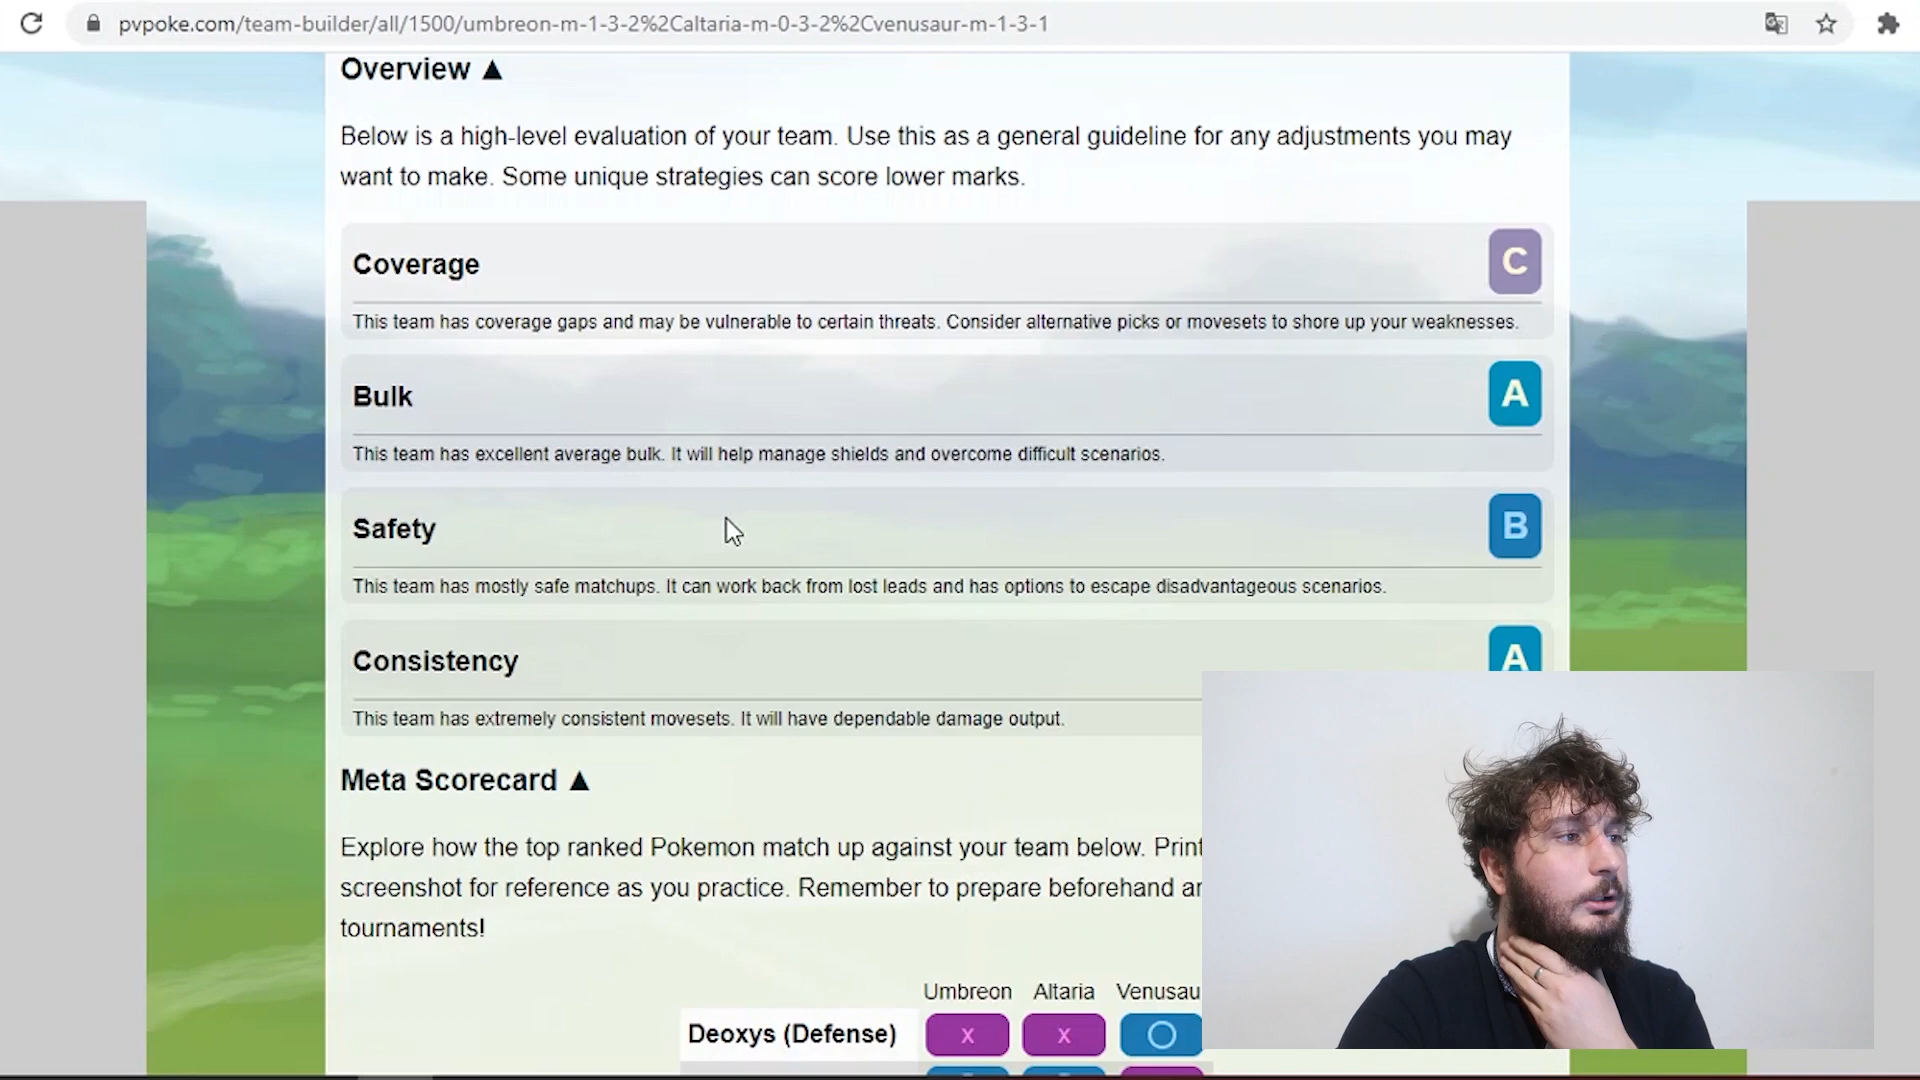 pvpoke.com/team-builder/all/1500/umbreon-m-1-3-2%2Caltaria-m-0-3-2%2Cvenusaur-m-1-3-1
Overview ▲
Below is a high-level evaluation of your team. Use this as a general guideline for any adjustments you may
want to make. Some unique strategies can score lower marks.
Coverage C
This team has coverage gaps and may be vulnerable to certain threats. Consider alternative picks or movesets to shore up your weaknesses.
Bulk A
This team has excellent average bulk. It will help manage shields and overcome difficult scenarios.
Safety B
This team has mostly safe matchups. It can work back from lost leads and has options to escape disadvantageous scenarios.
Consistency A
This team has extremely consistent movesets. It will have dependable damage output.
Meta Scorecard ▲
Explore how the top ranked Pokemon match up against your team below. Print
screenshot for reference as you practice. Remember to prepare beforehand ar
tournaments!
Umbreon Altaria Venusau
Deoxys (Defense) x x